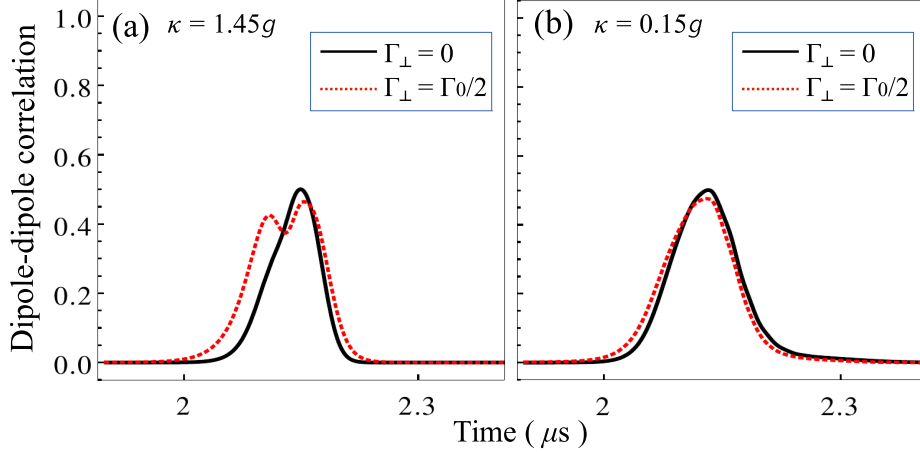 (a) κ = 1.45g
Γ⊥ = 0
Γ⊥ = Γ0/2
(b) κ = 0.15g
Γ⊥ = 0
Γ⊥ = Γ0/2
Dipole-dipole correlation
1.0
0.8
0.6
0.4
0.2
0.0
2
2.3
2
2.3
Time ( μs )